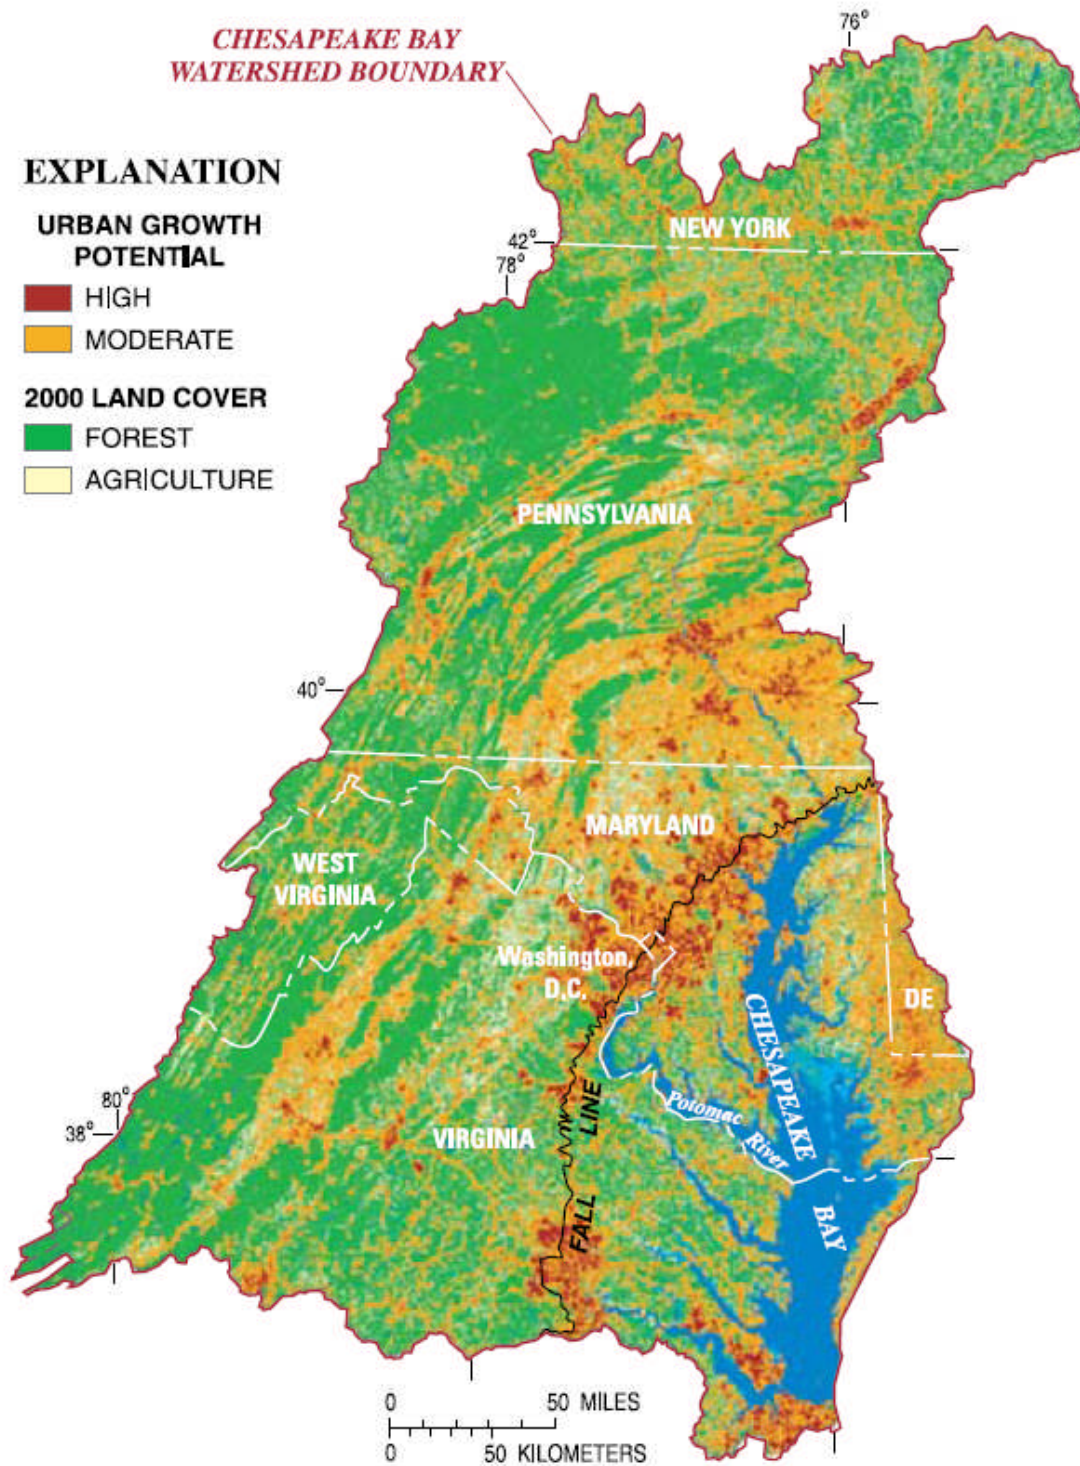 CHESAPEAKE BAY
WATERSHED BOUNDARY
76°
EXPLANATION
URBAN GROWTH
POTENTIAL
HIGH
MODERATE
2000 LAND COVER
FOREST
AGRICULTURE
42°
78°
NEW YORK
PENNSYLVANIA
40°
MARYLAND
WEST
VIRGINIA
Washington,
D.C.
DE
CHESAPEAKE
BAY
Potomac
River
80°
38°
VIRGINIA
FALL LINE
0 50 MILES
0 50 KILOMETERS